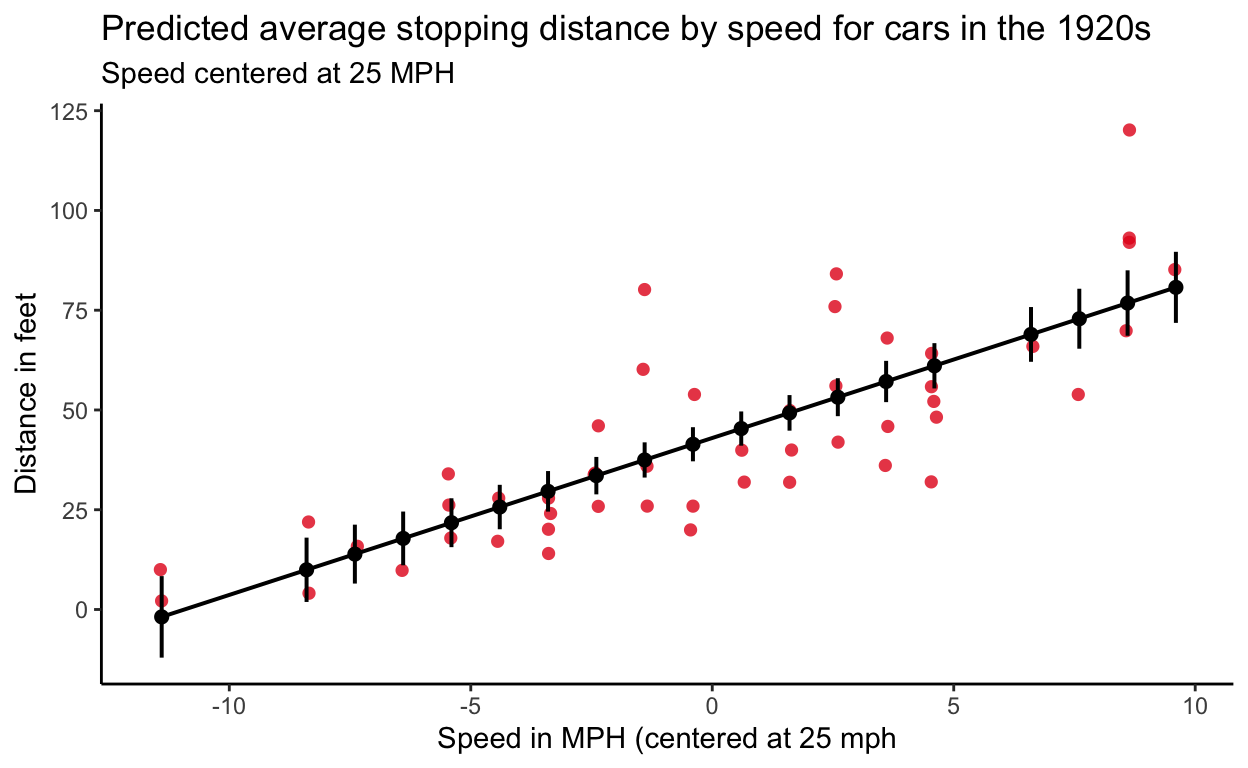 Predicted average stopping distance by speed for cars in the 1920s
Speed centered at 25 MPH
125
100
75
50
25
0
Distance in feet
-10 -5 0 5 10
Speed in MPH (centered at 25 mph